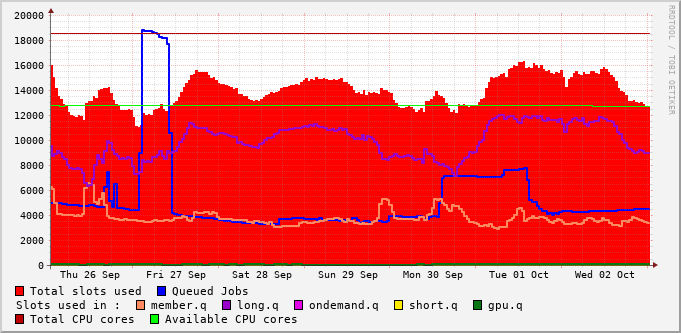 20000
18000
16000
14000
12000
10000
8000
6000
4000
2000
0
Thu 26 Sep Fri 27 Sep Sat 28 Sep Sun 29 Sep Mon 30 Sep Tue 01 Oct Wed 02 Oct
Total slots used Queued Jobs
Slots used in : member.q long.q ondemand.q short.q gpu.q
Total CPU cores Available CPU cores
RRDTOOL / TOBI OETIKER